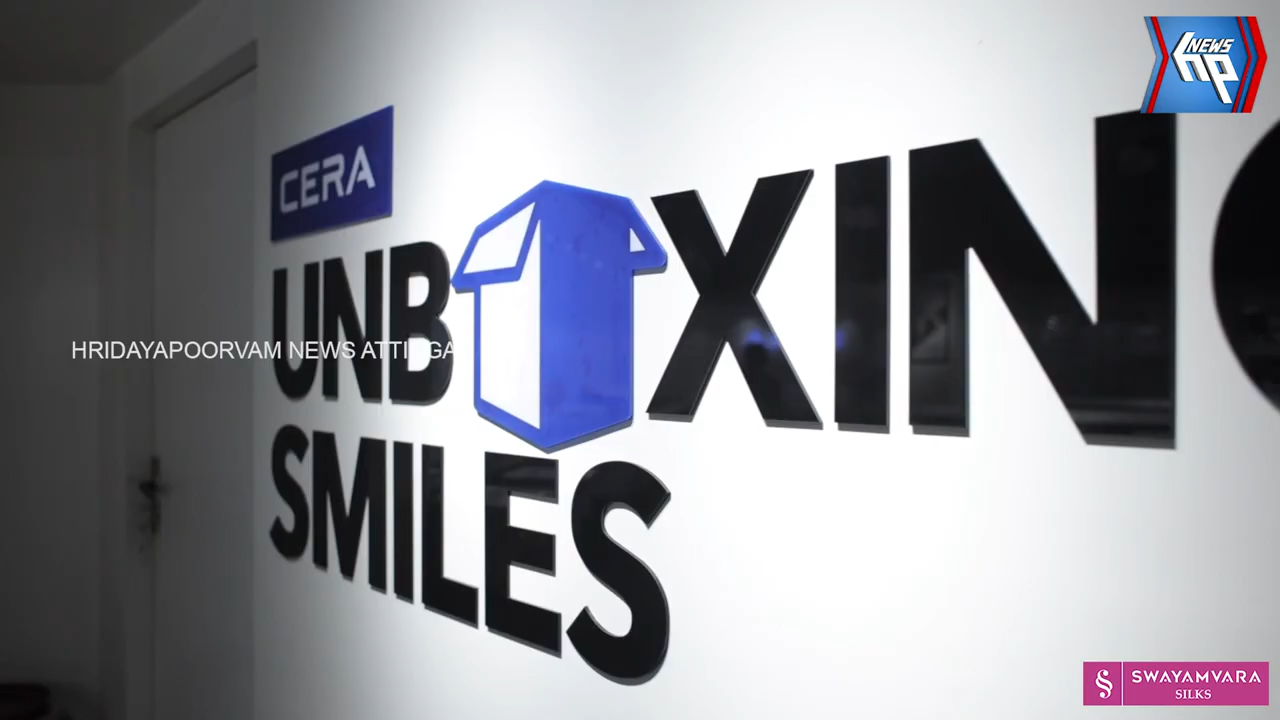 NEWS
hp
CERA
UNBOXING
HRIDAYAPOORVAM NEWS
SMILES
SWAYAMVARA
SILKS